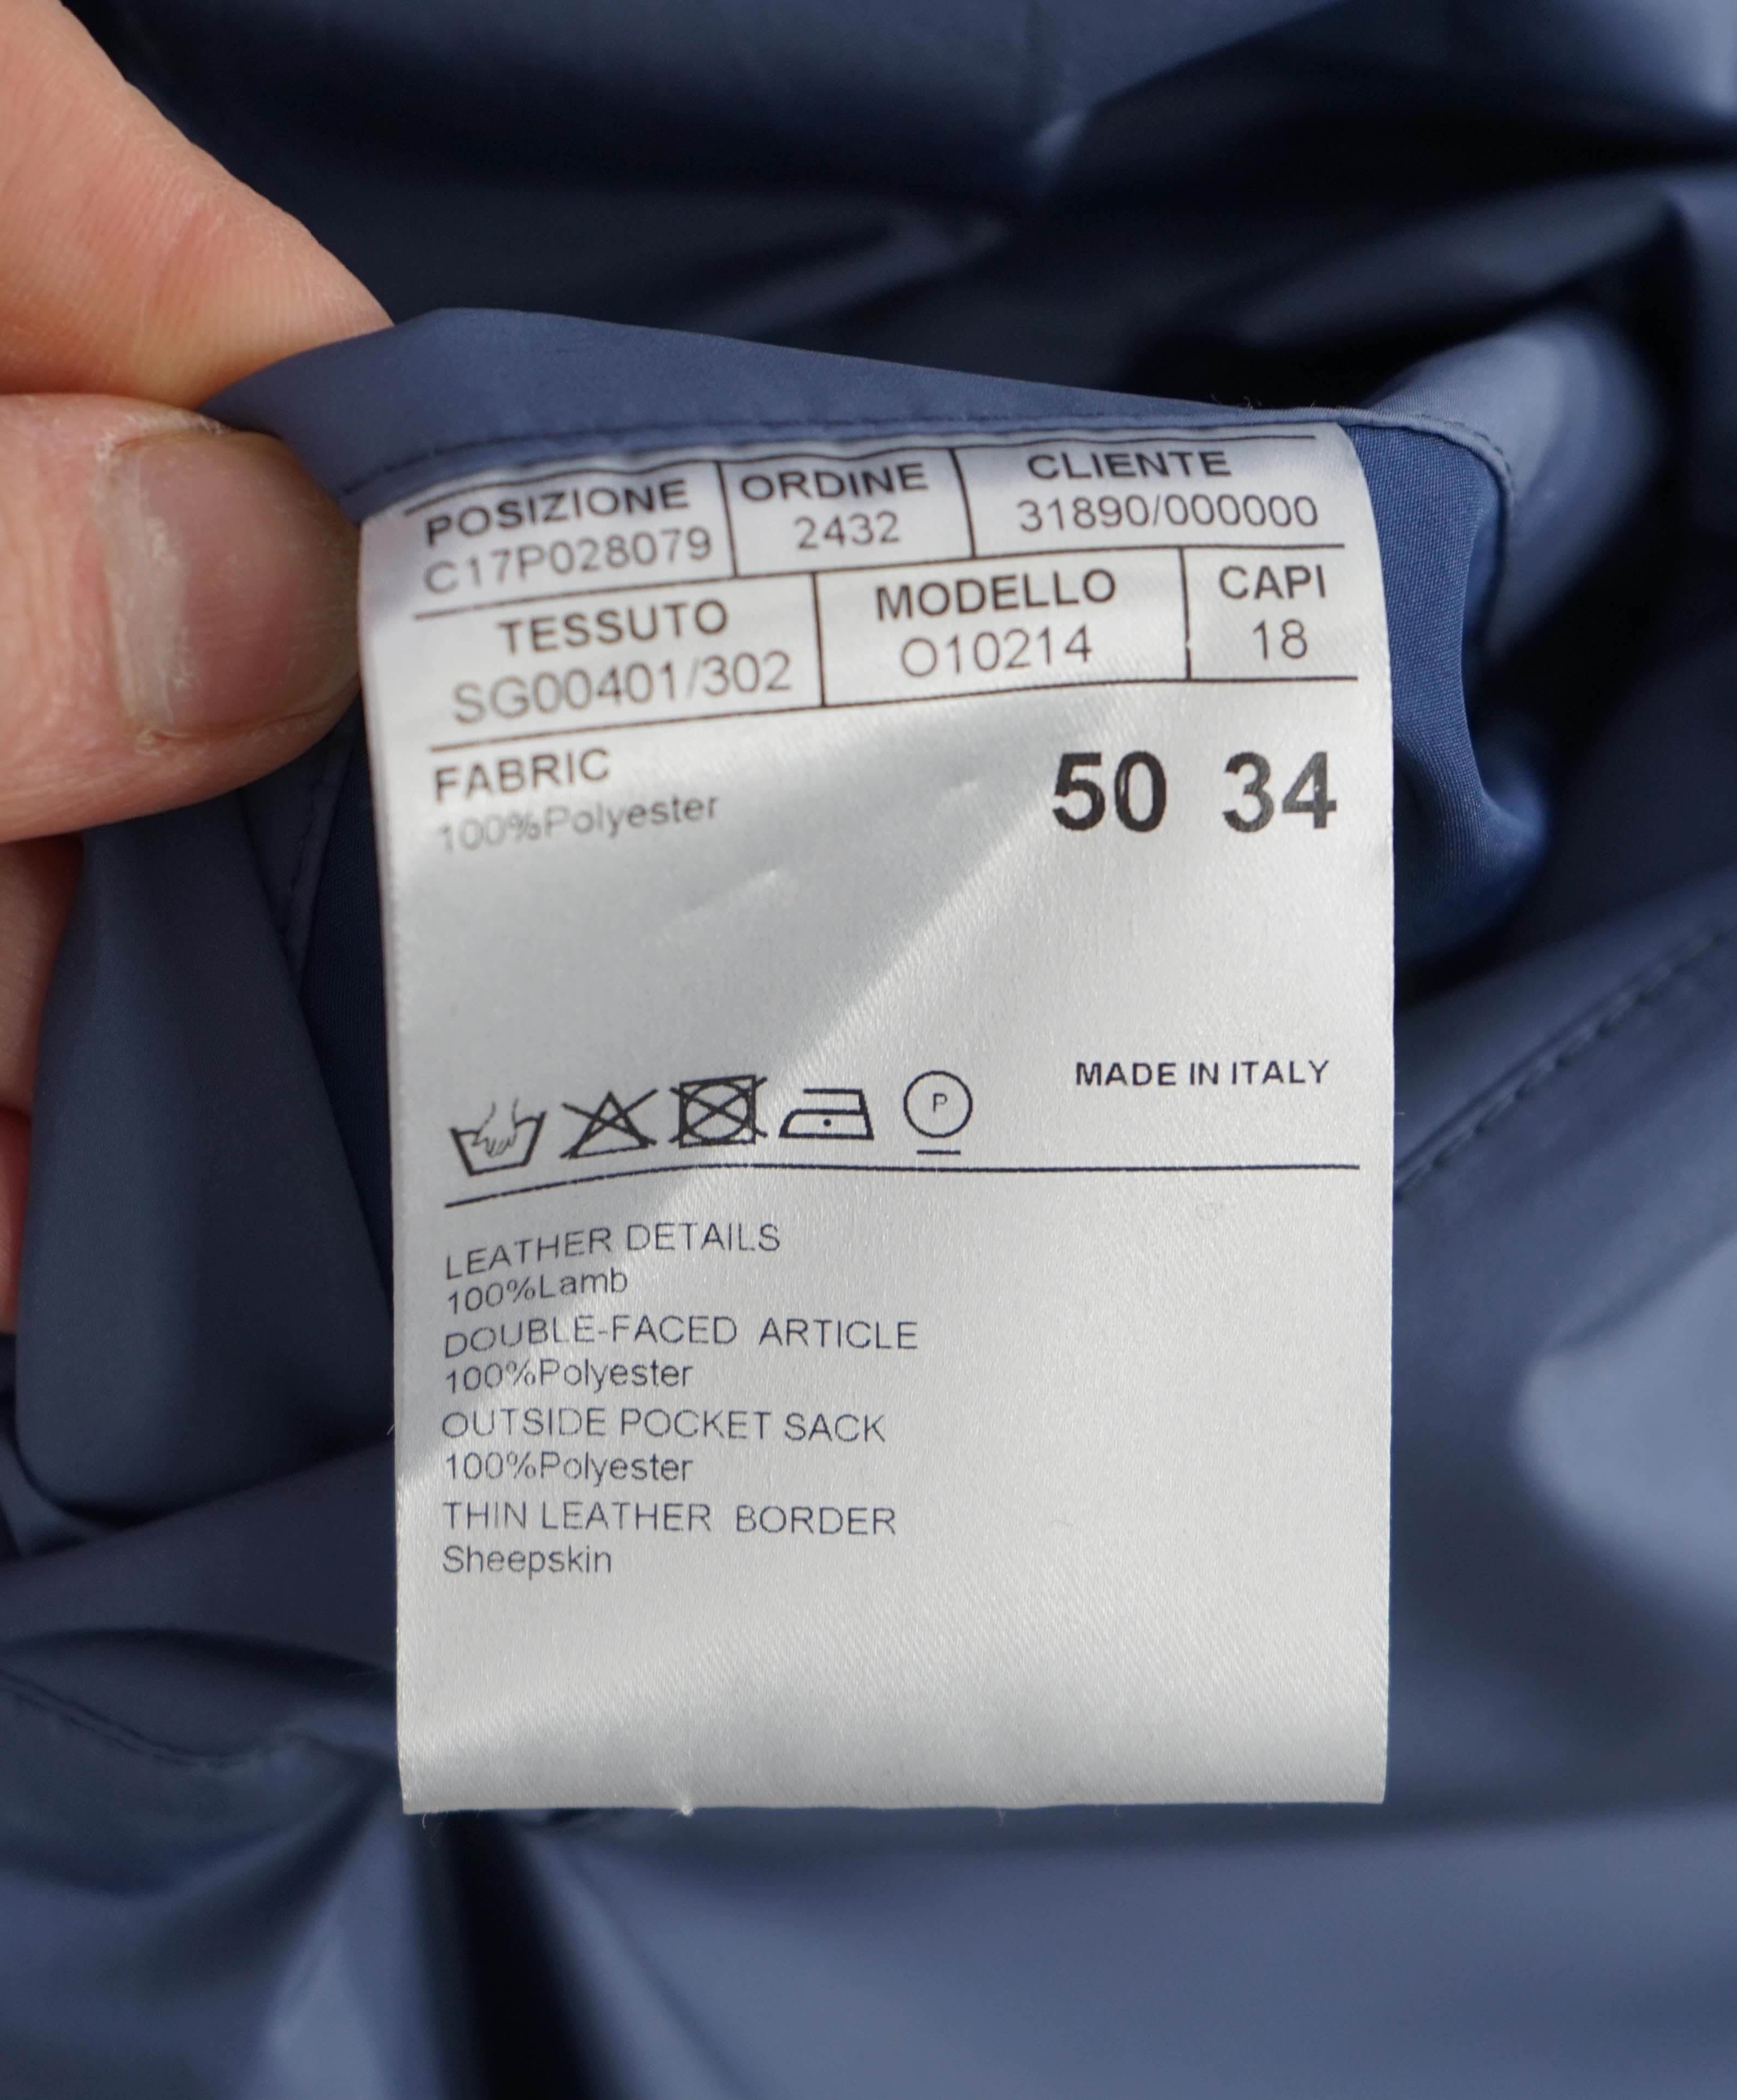 POSIZIONE ORDINE CLIENTE
C17P028079 2432 31890/000000
TESSUTO MODELLO CAPI
SG00401/302 O10214 18
FABRIC
100%Polyester
50 34
MADE IN ITALY
P
LEATHER DETAILS
100%Lamb
DOUBLE-FACED ARTICLE
100%Polyester
OUTSIDE POCKET SACK
100%Polyester
THIN LEATHER BORDER
Sheepskin